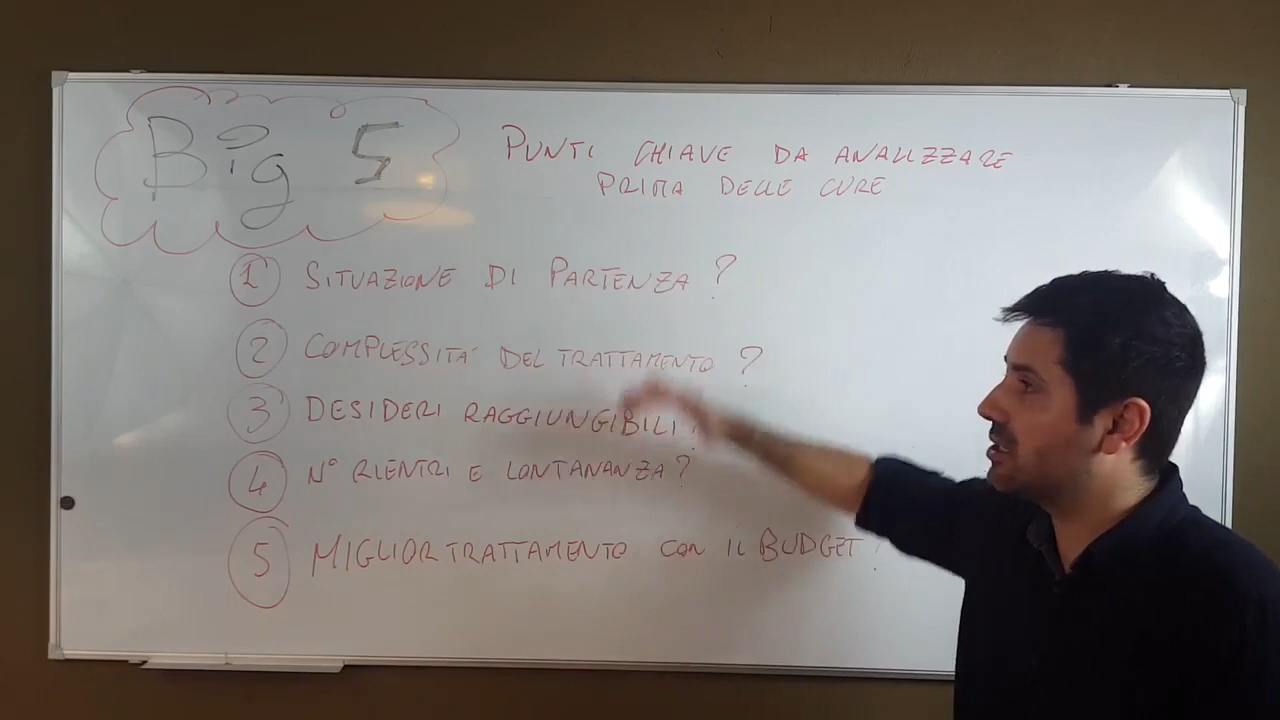 Big 5
PUNTI CHIAVE DA ANALIZZARE
PRIMA DELLE CURE
1 SITUAZIONE DI PARTENZA ?
2 COMPLESSITÀ DEL TRATTAMENTO ?
3 DESIDERI RAGGIUNGIBILI ?
4 N° RIENTRI E LONTANANZA ?
5 MIGLIOR TRATTAMENTO CON IL BUDGET ?